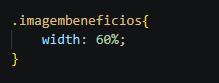 .imagembeneficios{
    width: 60%;
}